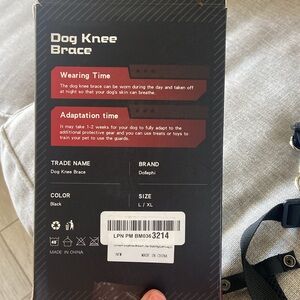 Dog Knee
Brace
Wearing Time
The dog knee brace can be worn during the day and taken off
at night so that your dog's skin can breathe.
Adaptation time
It may take 1-2 weeks for your dog to fully adapt to the
additional protective gear and you can use treats or toys to
train your pet to use the guards.
TRADE NAME
Dog Knee Brace
BRAND
Dollephi
COLOR
Black
SIZE
L / XL
LPN PM BM036 3214
NEW MADE IN CHINA
MADE IN CHINA